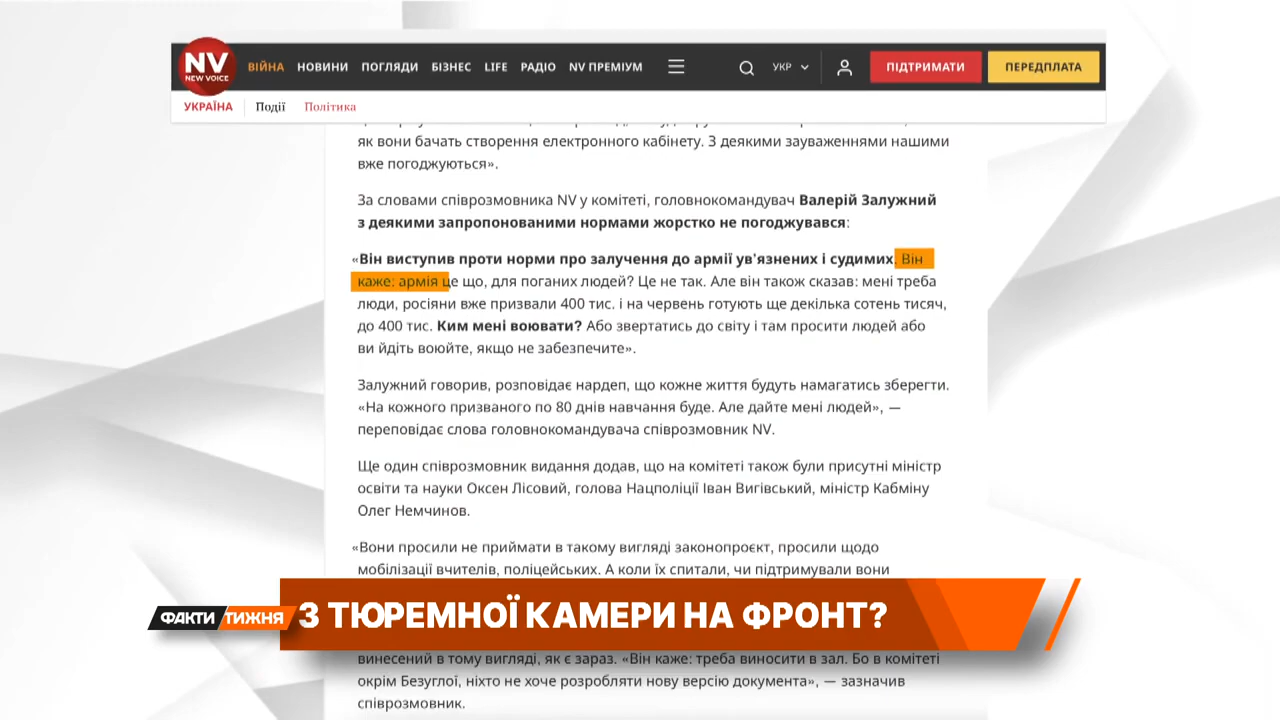 NV
NEW VOICE
ВІЙНА НОВИНИ ПОГЛЯДИ БІЗНЕС LIFE РАДІО NV ПРЕМІУМ УКР ПІДТРИМАТИ ПЕРЕДПЛАТА
УКРАЇНА Події Політика
як вони бачать створення електронного кабінету. З деякими зауваженнями нашими
вже погоджуються».
За словами співрозмовника NV у комітеті, головнокомандувач Валерій Залужний
з деякими запропонованими нормами жорстко не погоджувався:
«Він виступив проти норми про залучення до армії ув'язнених і судимих. Він
каже: армія це що, для поганих людей? Це не так. Але він також сказав: мені треба
люди, росіяни вже призвали 400 тис. і на червень готують ще декілька сотень тисяч,
до 400 тис. Ким мені воювати? Або звертатись до світу і там просити людей або
ви йдіть воюйте, якщо не забезпечите».
Залужний говорив, розповідає нардеп, що кожне життя будуть намагатись зберегти.
«На кожного призваного по 80 днів навчання буде. Але дайте мені людей», —
переповідає слова головнокомандувача співрозмовник NV.
Ще один співрозмовник видання додав, що на комітеті також були присутні міністр
освіти та науки Оксен Лісовий, голова Нацполіції Іван Вигівський, міністр Кабміну
Олег Немчинов.
«Вони просили не приймати в такому вигляді законопроєкт, просили щодо
мобілізації вчителів, поліцейських. А коли їх спитали, чи підтримували вони
ФАКТИ ТИЖНЯ З ТЮРЕМНОЇ КАМЕРИ НА ФРОНТ?
винесений в тому вигляді, як є зараз. «Він каже: треба виносити в зал. Бо в комітеті
окрім Безуглої, ніхто не хоче розробляти нову версію документа», — зазначив
співрозмовник.